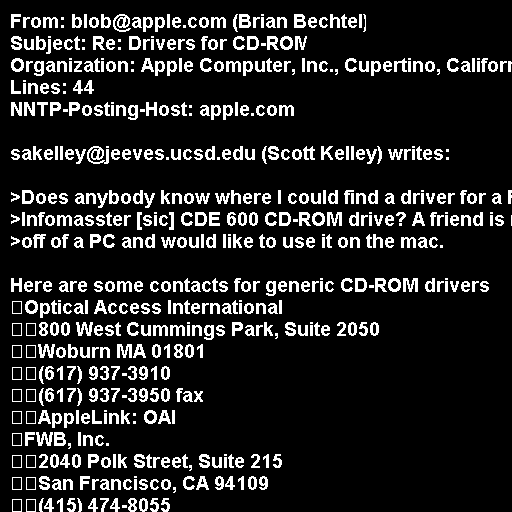 From: blob@apple.com (Brian Bechtel)
Subject: Re: Drivers for CD-ROM
Organization: Apple Computer, Inc., Cupertino, Californ
Lines: 44
NNTP-Posting-Host: apple.com

sakelley@jeeves.ucsd.edu (Scott Kelley) writes:

>Does anybody know where I could find a driver for a
>Infomasster [sic] CDE 600 CD-ROM drive? A friend is
>off of a PC and would like to use it on the mac.

Here are some contacts for generic CD-ROM drivers
Optical Access International
800 West Cummings Park, Suite 2050
Woburn MA 01801
(617) 937-3910
(617) 937-3950 fax
AppleLink: OAI
FWB, Inc.
2040 Polk Street, Suite 215
San Francisco, CA 94109
(415) 474-8055